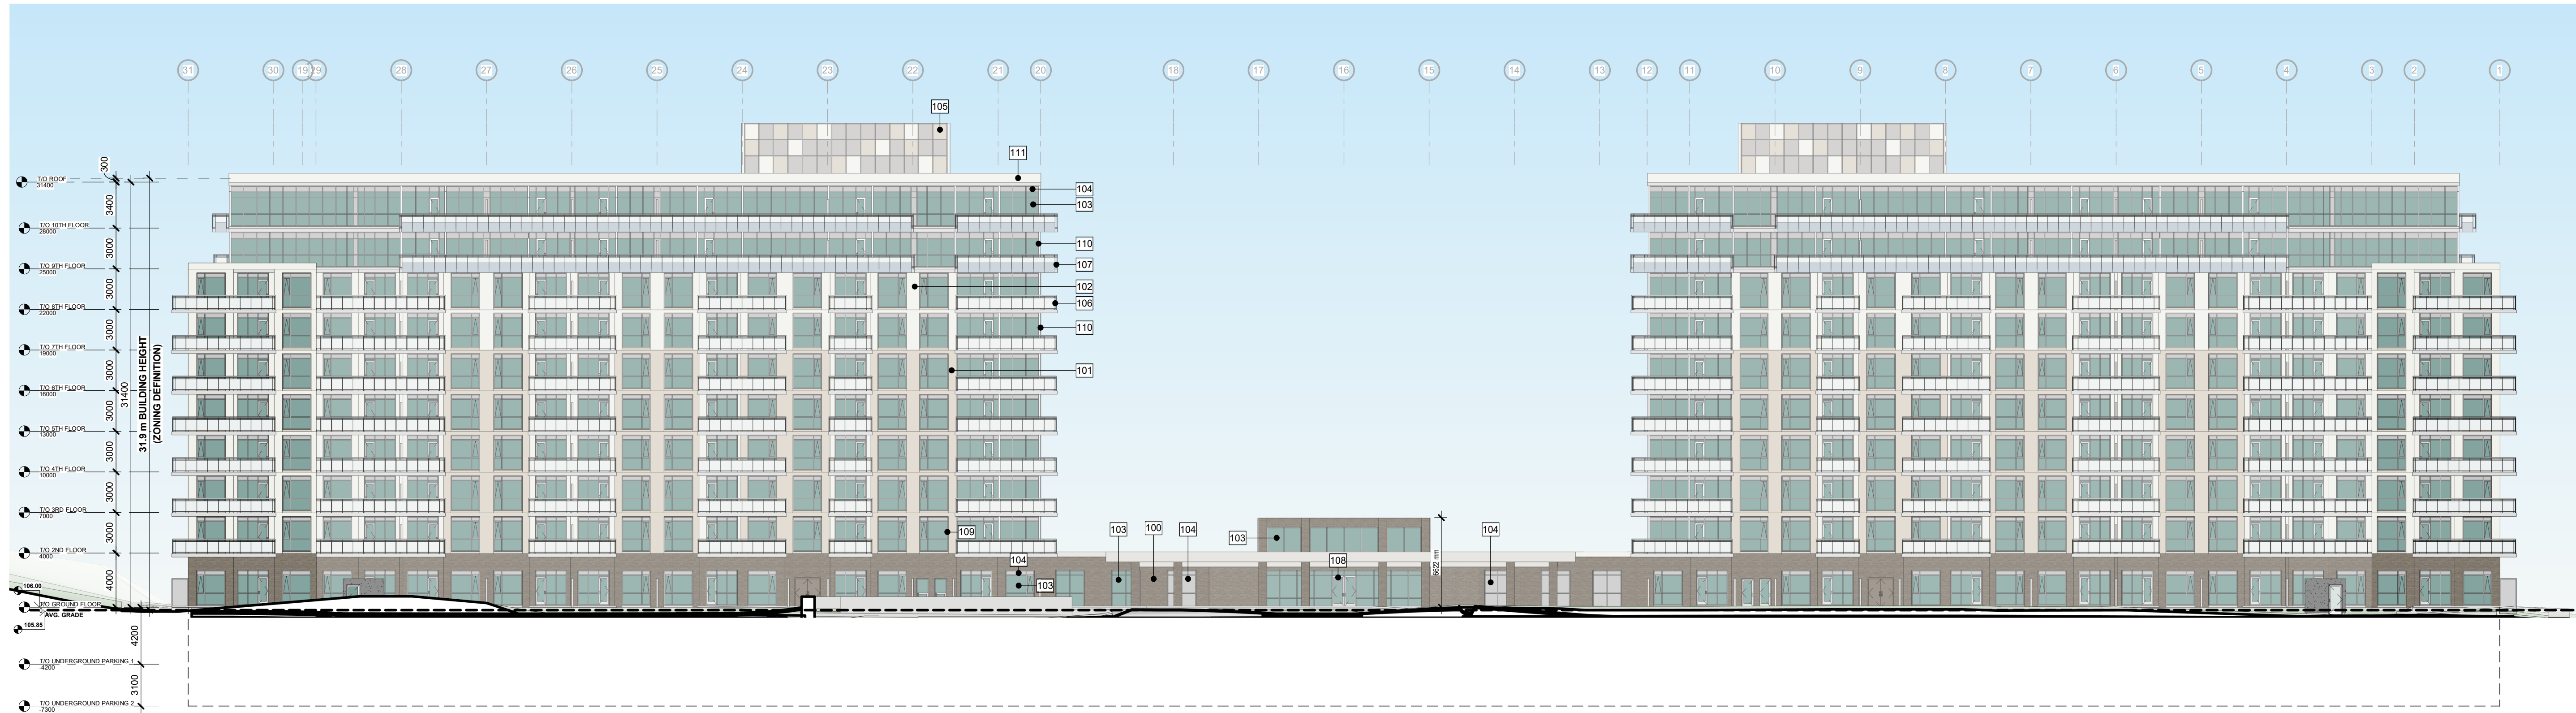 31 30 19 29 28 27 26 25 24 23 22 21 20 18 17 16 15 14 13 12 11 10 9 8 7 6 5 4 3 2 1
105
111
300
T/O ROOF
31400
104
3400
103
T/O 10TH FLOOR
28000
110
3000
107
T/O 9TH FLOOR
25000
102
3000
106
T/O 8TH FLOOR
22000
110
3000
T/O 7TH FLOOR
19000
101
3000
31400
31.9 m BUILDING HEIGHT
(ZONING DEFINITION)
T/O 6TH FLOOR
16000
3000
T/O 5TH FLOOR
13000
3000
T/O 4TH FLOOR
10000
3000
T/O 3RD FLOOR
7000
3000
109
103
100
104
103
104
T/O 2ND FLOOR
4000
104
108
6622 mm
103
4000
106.00
T/O GROUND FLOOR
AVG. GRADE
105.85
4200
T/O UNDERGROUND PARKING 1
-4200
3100
T/O UNDERGROUND PARKING 2
-7300